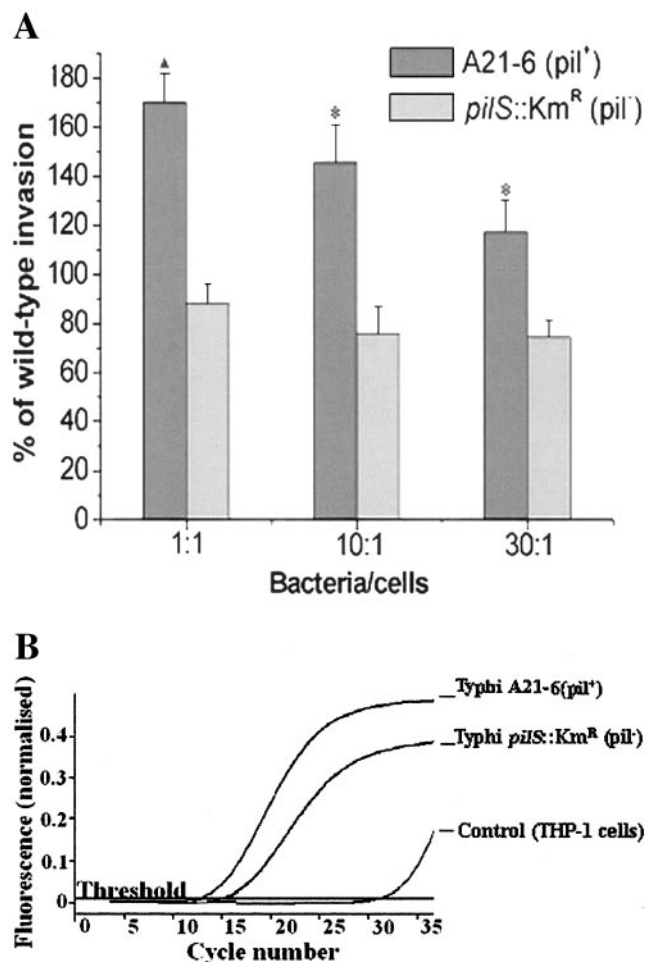 A
A21-6 (pil⁺)
pilS::Kmᴿ (pil⁻)
% of wild-type invasion
180
160
140
120
100
80
60
40
20
0
1:1 10:1 30:1
Bacteria/cells
B
Fluorescence (normalised)
0.4
0.3
0.2
0.1
0
Typhi A21-6(pil⁺)
Typhi pilS::Kmᴿ (pil⁻)
Control (THP-1 cells)
Threshold
0 5 10 15 20 25 30 35
Cycle number